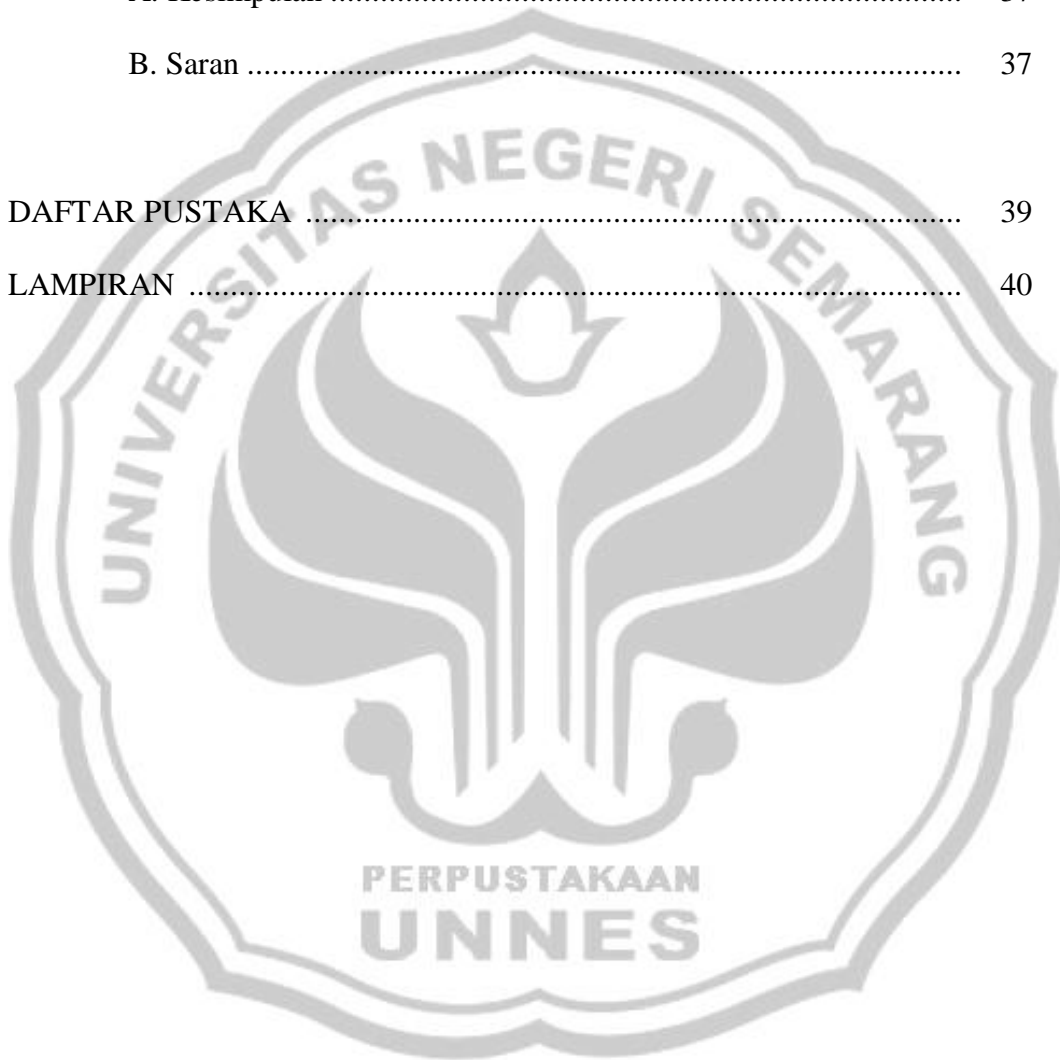 B. Saran ...................................................................................... 37
DAFTAR PUSTAKA ............................................................................... 39
LAMPIRAN ............................................................................................. 40
UNIVERSITAS NEGERI SEMARANG
PERPUSTAKAAN
UNNES